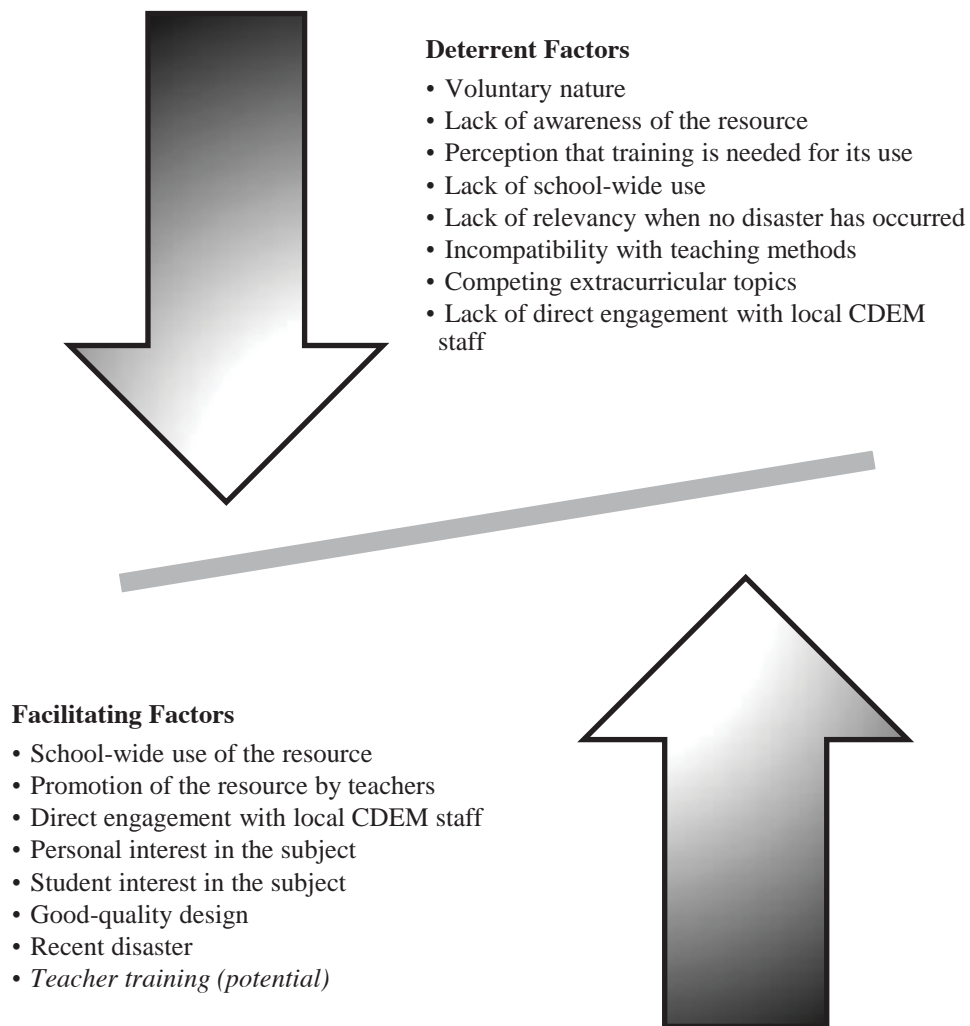 Deterrent Factors
• Voluntary nature
• Lack of awareness of the resource
• Perception that training is needed for its use
• Lack of school-wide use
• Lack of relevancy when no disaster has occurred
• Incompatibility with teaching methods
• Competing extracurricular topics
• Lack of direct engagement with local CDEM
staff
Facilitating Factors
• School-wide use of the resource
• Promotion of the resource by teachers
• Direct engagement with local CDEM staff
• Personal interest in the subject
• Student interest in the subject
• Good-quality design
• Recent disaster
• Teacher training (potential)